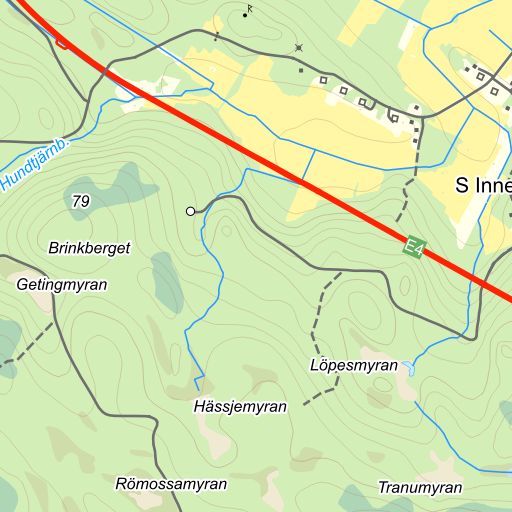 Hundtjärnb.
S Inne
79
E4
Brinkberget
Getingmyran
Löpesmyran
Hässjemyran
Römossamyran
Tranumyran